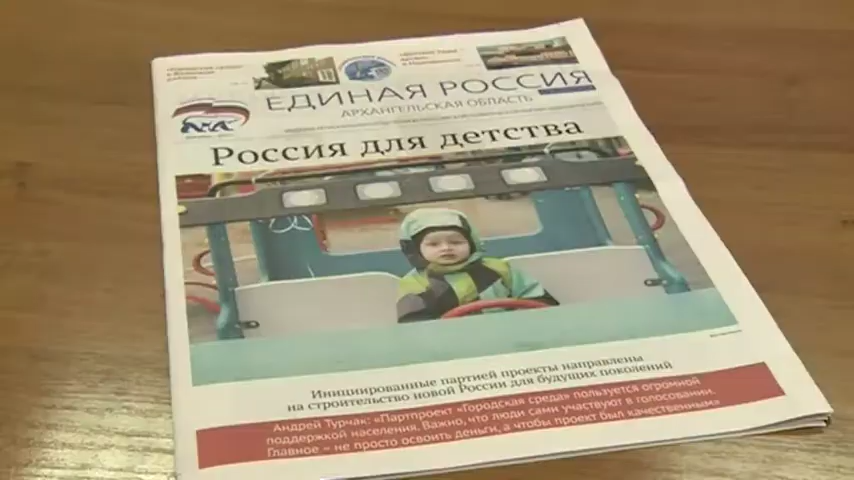 ЕДИНАЯ РОССИЯ
АРХАНГЕЛЬСКАЯ ОБЛАСТЬ
Россия для детства
Инициированные партией проекты направлены
на строительство новой России для будущих поколений
Андрей Турчак: «Партпроект «Городская среда» пользуется огромной
поддержкой населения. Важно, что люди сами участвуют в голосовании.
Главное – не просто освоить деньги, а чтобы проект был качественным»